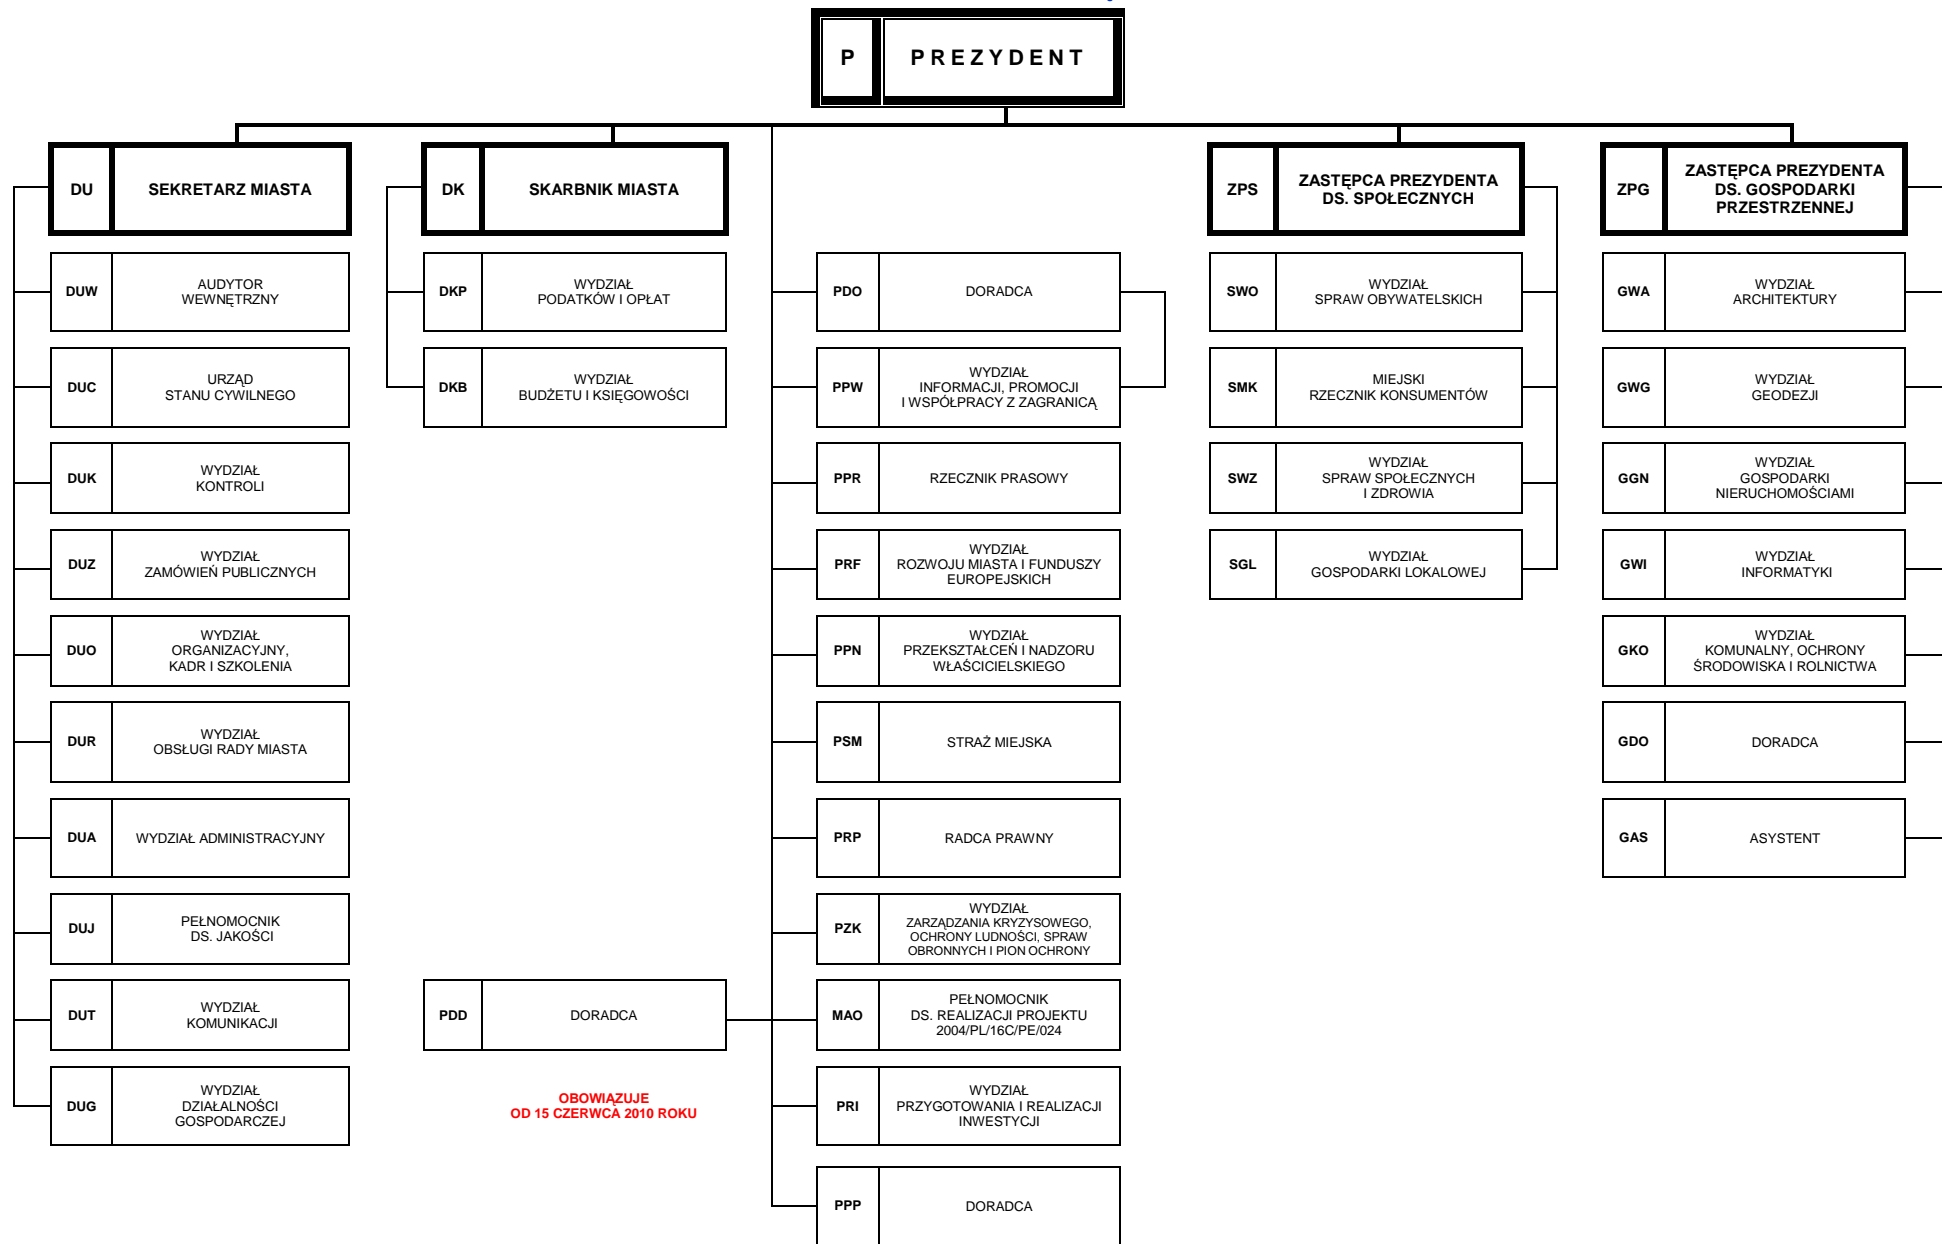 P
PREZYDENT
DU
SEKRETARZ MIASTA
DUW
AUDYTOR
WEWNĘTRZNY
DUC
URZĄD
STANU CYWILNEGO
DUK
WYDZIAŁ
KONTROLI
DUZ
WYDZIAŁ
ZAMÓWIEŃ PUBLICZNYCH
DUO
WYDZIAŁ
ORGANIZACYJNY,
KADR I SZKOLENIA
DUR
WYDZIAŁ
OBSŁUGI RADY MIASTA
DUA
WYDZIAŁ ADMINISTRACYJNY
DUJ
PEŁNOMOCNIK
DS. JAKOŚCI
DUT
WYDZIAŁ
KOMUNIKACJI
DUG
WYDZIAŁ
DZIAŁALNOŚCI
GOSPODARCZEJ
DK
SKARBNIK MIASTA
DKP
WYDZIAŁ
PODATKÓW I OPŁAT
DKB
WYDZIAŁ
BUDŻETU I KSIĘGOWOŚCI
PDD
DORADCA
OBOWIĄZUJE
OD 15 CZERWCA 2010 ROKU
PDO
DORADCA
PPW
WYDZIAŁ
INFORMACJI, PROMOCJI
I WSPÓŁPRACY Z ZAGRANICĄ
PPR
RZECZNIK PRASOWY
PRF
WYDZIAŁ
ROZWOJU MIASTA I FUNDUSZY
EUROPEJSKICH
PPN
WYDZIAŁ
PRZEKSZTAŁCEŃ I NADZORU
WŁAŚCICIELSKIEGO
PSM
STRAŻ MIEJSKA
PRP
RADCA PRAWNY
PZK
WYDZIAŁ
ZARZĄDZANIA KRYZYSOWEGO,
OCHRONY LUDNOŚCI, SPRAW
OBRONNYCH I PION OCHRONY
MAO
PEŁNOMOCNIK
DS. REALIZACJI PROJEKTU
2004/PL/16C/PE/024
PRI
WYDZIAŁ
PRZYGOTOWANIA I REALIZACJI
INWESTYCJI
PPP
DORADCA
ZPS
ZASTĘPCA PREZYDENTA
DS. SPOŁECZNYCH
SWO
WYDZIAŁ
SPRAW OBYWATELSKICH
SMK
MIEJSKI
RZECZNIK KONSUMENTÓW
SWZ
WYDZIAŁ
SPRAW SPOŁECZNYCH
I ZDROWIA
SGL
WYDZIAŁ
GOSPODARKI LOKALOWEJ
ZPG
ZASTĘPCA PREZYDENTA
DS. GOSPODARKI
PRZESTRZENNEJ
GWA
WYDZIAŁ
ARCHITEKTURY
GWG
WYDZIAŁ
GEODEZJI
GGN
WYDZIAŁ
GOSPODARKI
NIERUCHOMOŚCIAMI
GWI
WYDZIAŁ
INFORMATYKI
GKO
WYDZIAŁ
KOMUNALNY, OCHRONY
ŚRODOWISKA I ROLNICTWA
GDO
DORADCA
GAS
ASYSTENT